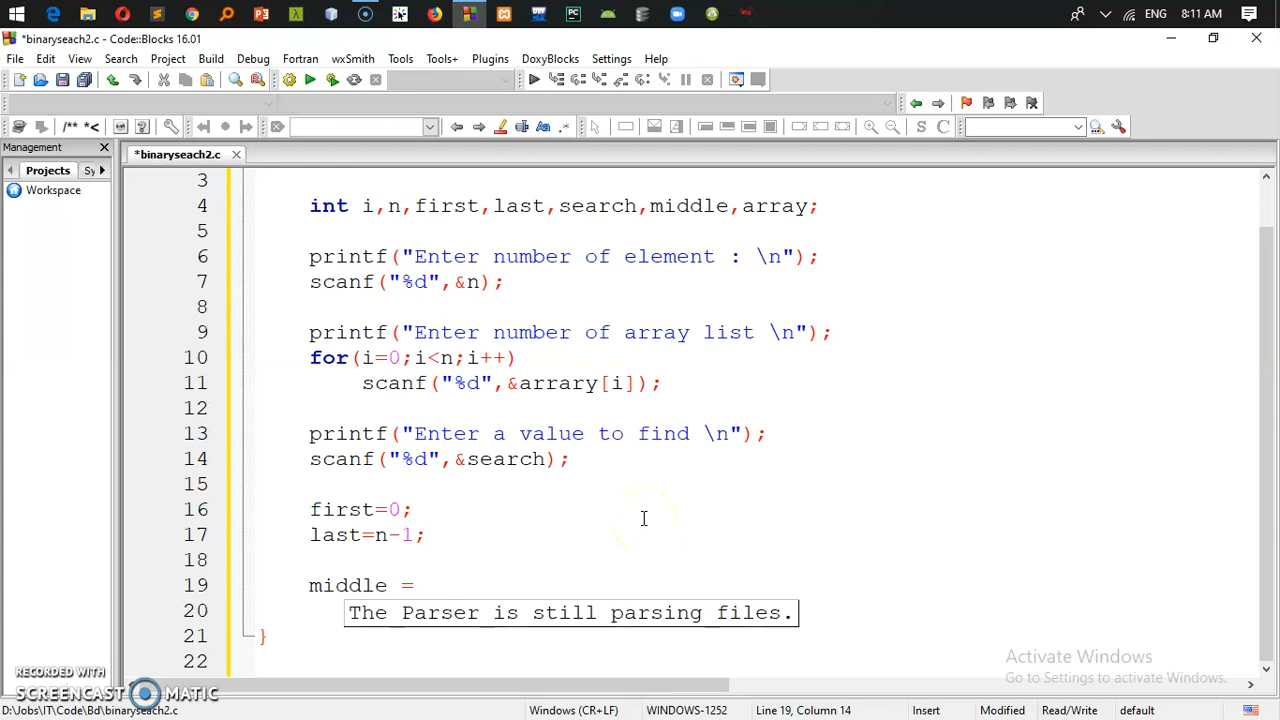 ENG 8:11 AM
*binaryseach2.c - Code::Blocks 16.01
File Edit View Search Project Build Debug Fortran wxSmith Tools Tools+ Plugins DoxyBlocks Settings Help
/** *<
S C
Management
*binaryseach2.c
Projects Sy
Workspace
3
4 int i,n,first,last,search,middle,array;
5
6 printf("Enter number of element : \n");
7 scanf("%d",&n);
8
9 printf("Enter number of array list \n");
10 for(i=0;i<n;i++)
11 scanf("%d",&arrary[i]);
12
13 printf("Enter a value to find \n");
14 scanf("%d",&search);
15
16 first=0;
17 last=n-1;
18
19 middle =
20 The Parser is still parsing files.
21 }
22
Activate Windows
Go to Settings to activate Windows.
RECORDED WITH
SCREENCAST MATIC
D:\Jobs\IT\Code\Bd\binaryseach2.c Windows (CR+LF) WINDOWS-1252 Line 19, Column 14 Insert Modified Read/Write default